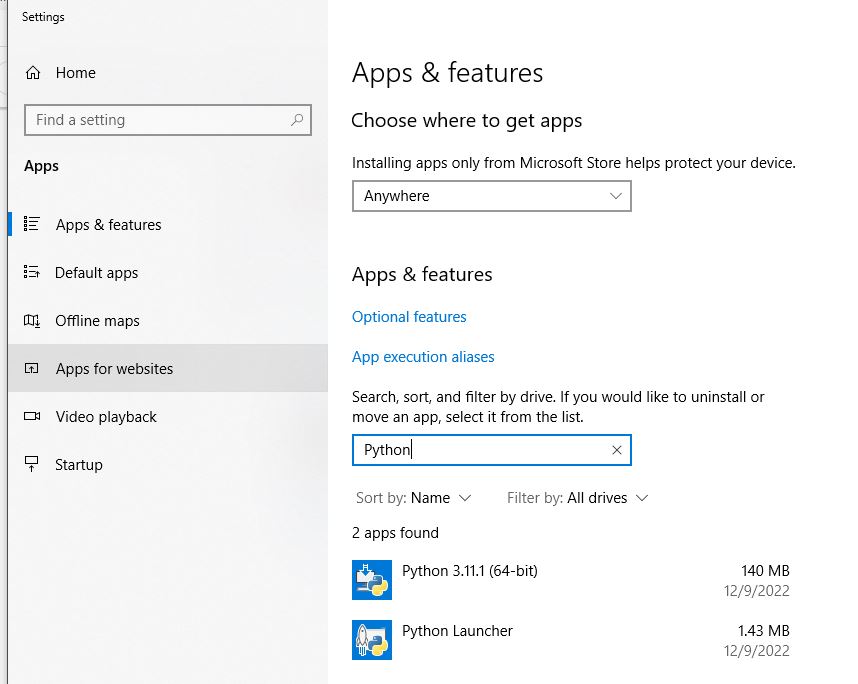 Settings
Home
Find a setting
Apps
Apps & features
Default apps
Offline maps
Apps for websites
Video playback
Startup
Apps & features
Choose where to get apps
Installing apps only from Microsoft Store helps protect your device.
Anywhere
Apps & features
Optional features
App execution aliases
Search, sort, and filter by drive. If you would like to uninstall or
move an app, select it from the list.
Python
Sort by: Name Filter by: All drives
2 apps found
Python 3.11.1 (64-bit) 140 MB
12/9/2022
Python Launcher 1.43 MB
12/9/2022